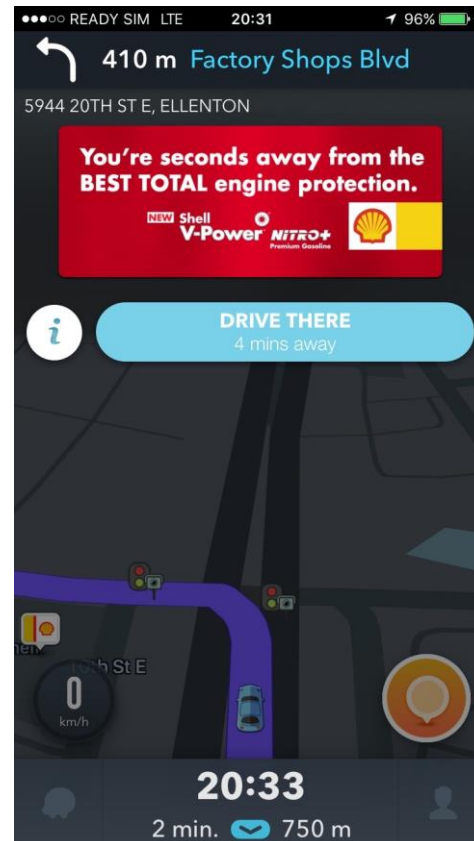 READY SIM LTE 20:31 96%
410 m Factory Shops Blvd
5944 20TH ST E, ELLENTON
You're seconds away from the
BEST TOTAL engine protection.
NEW Shell
V-Power NiTRO+
Premium Gasoline
i
DRIVE THERE
4 mins away
St E
0
km/h
20:33
2 min. 750 m